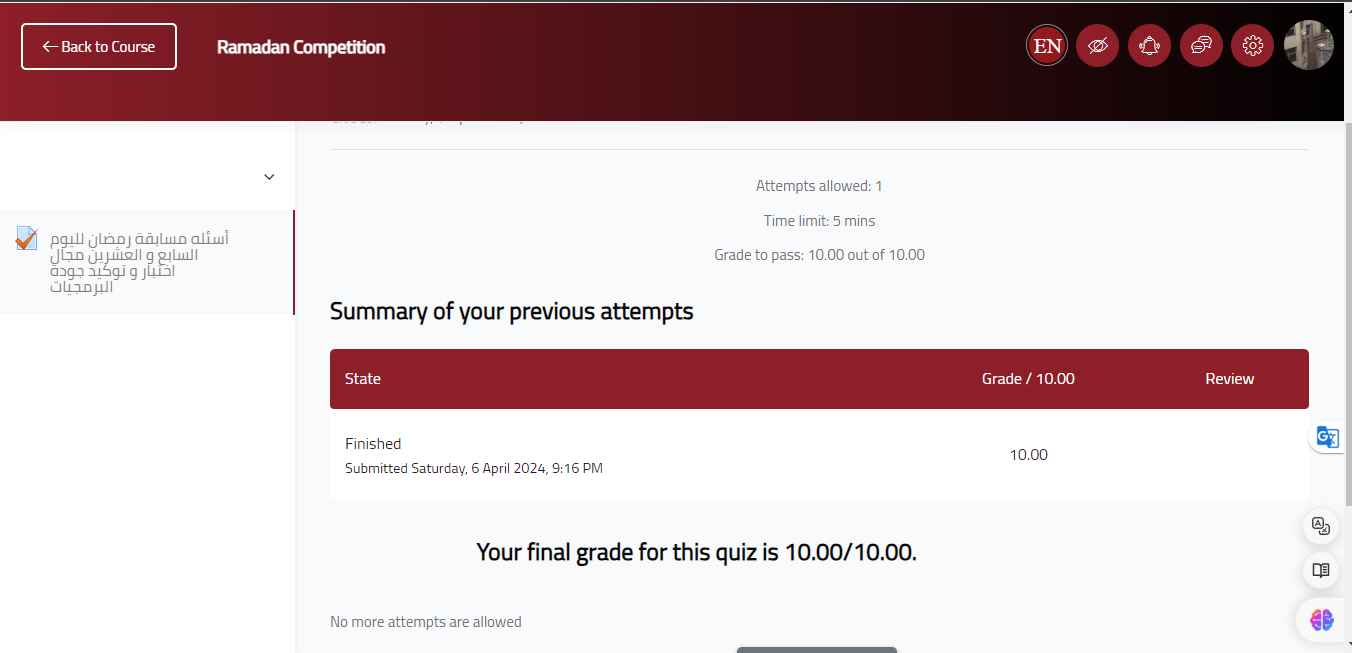 ← Back to Course
Ramadan Competition
EN
أسئله مسابقة رمضان لليوم
السابع و العشرين مجال
اختبار و توكيد جودة
البرمجيات
Attempts allowed: 1
Time limit: 5 mins
Grade to pass: 10.00 out of 10.00
Summary of your previous attempts
State
Grade / 10.00
Review
Finished
Submitted Saturday, 6 April 2024, 9:16 PM
10.00
Your final grade for this quiz is 10.00/10.00.
No more attempts are allowed